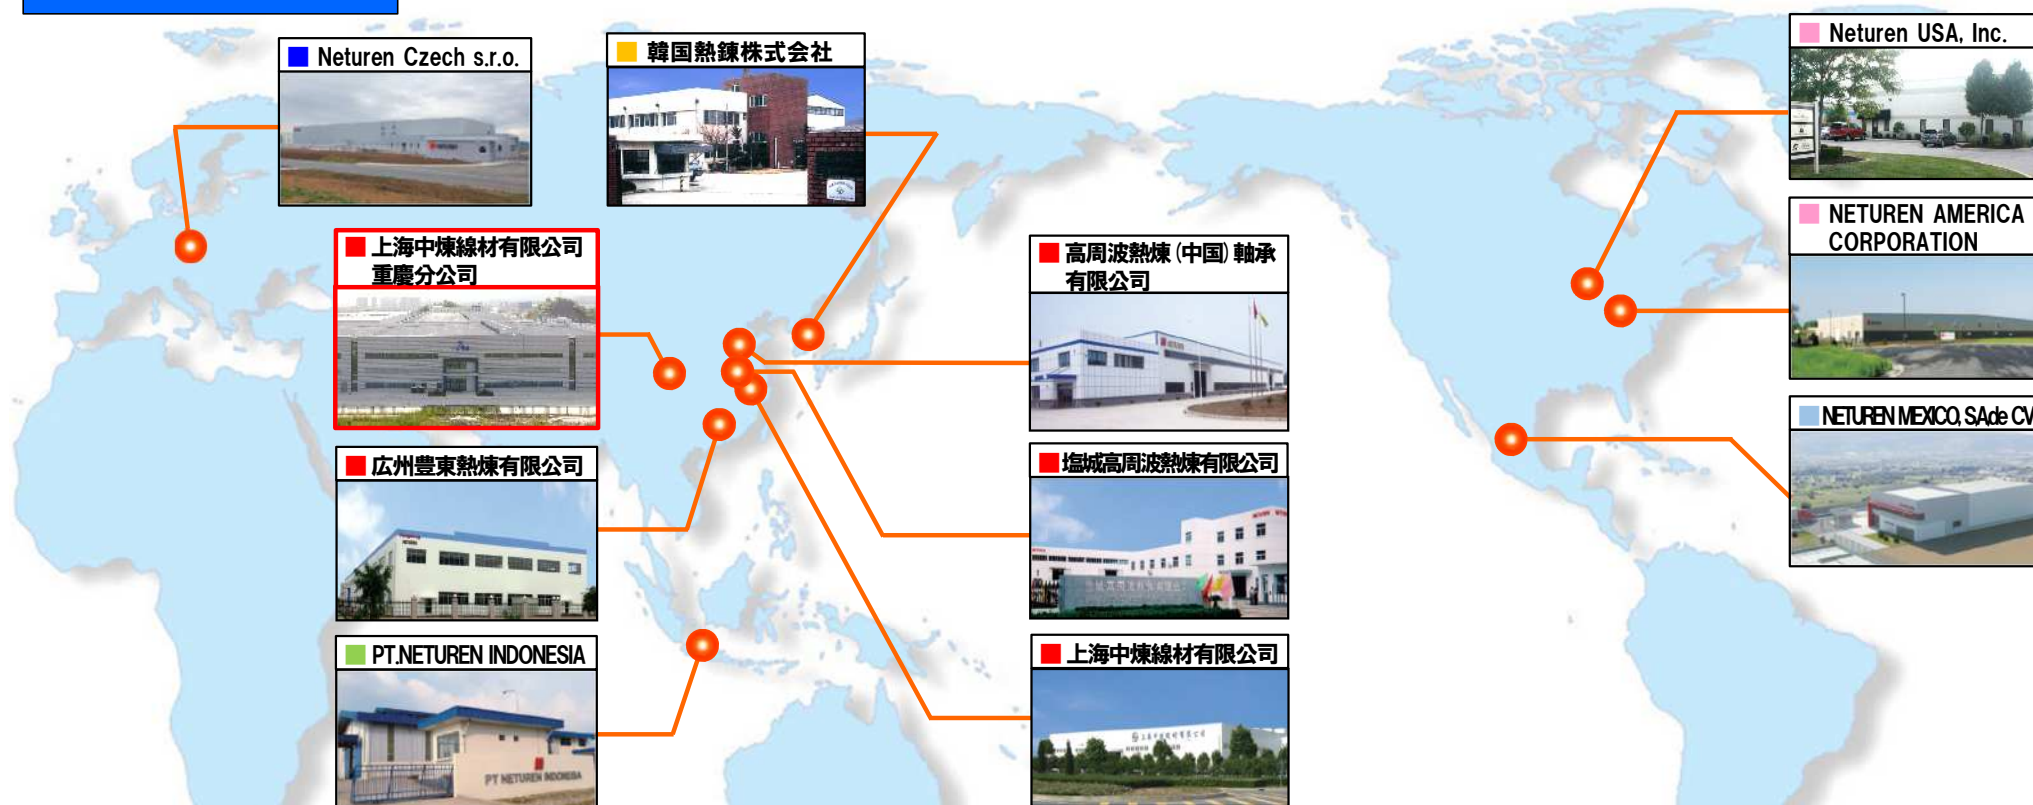 Neturen Czech s.r.o.
韓国熱錬株式会社
Neturen USA, Inc.
NETUREN AMERICA
CORPORATION
上海中煉線材有限公司
重慶分公司
高周波熱煉(中国)軸承
有限公司
NETUREN MEXICO, S.A de CV
広州豊東熱煉有限公司
塩城高周波熱煉有限公司
PT.NETUREN INDONESIA
上海中煉線材有限公司
PT NETUREN INDONESIA